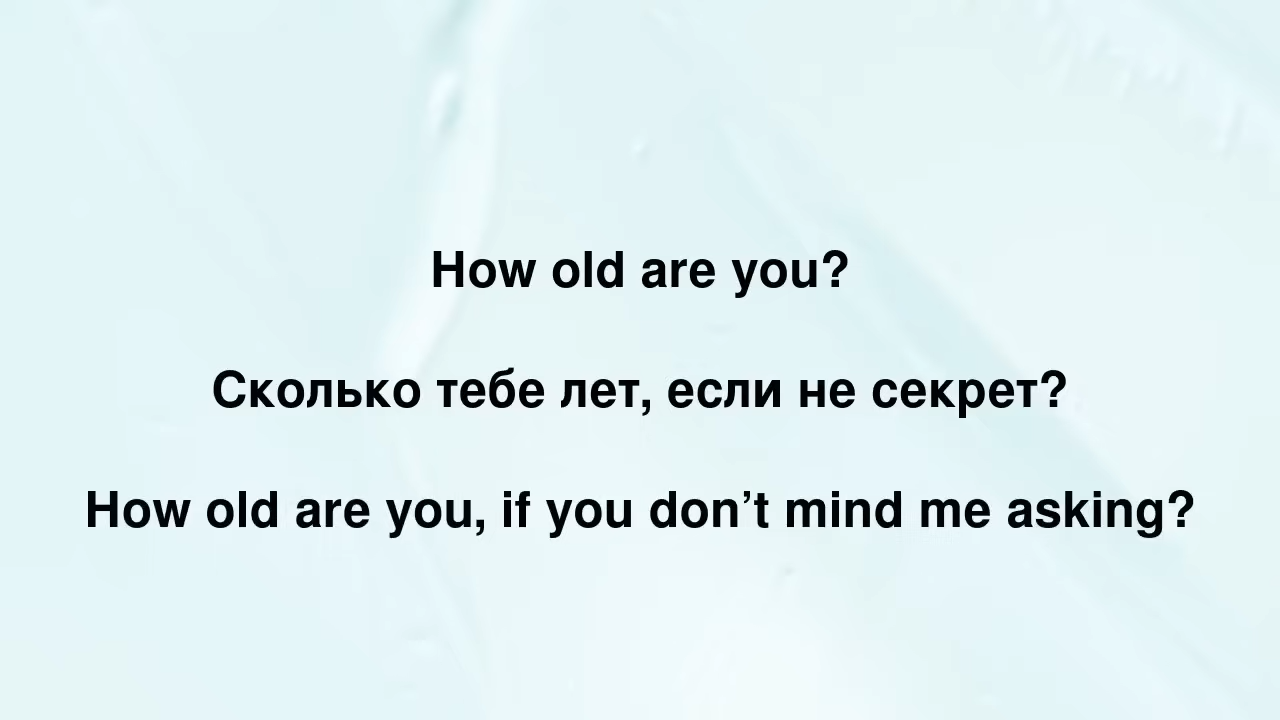 How old are you?
Сколько тебе лет, если не секрет?
How old are you, if you don’t mind me asking?